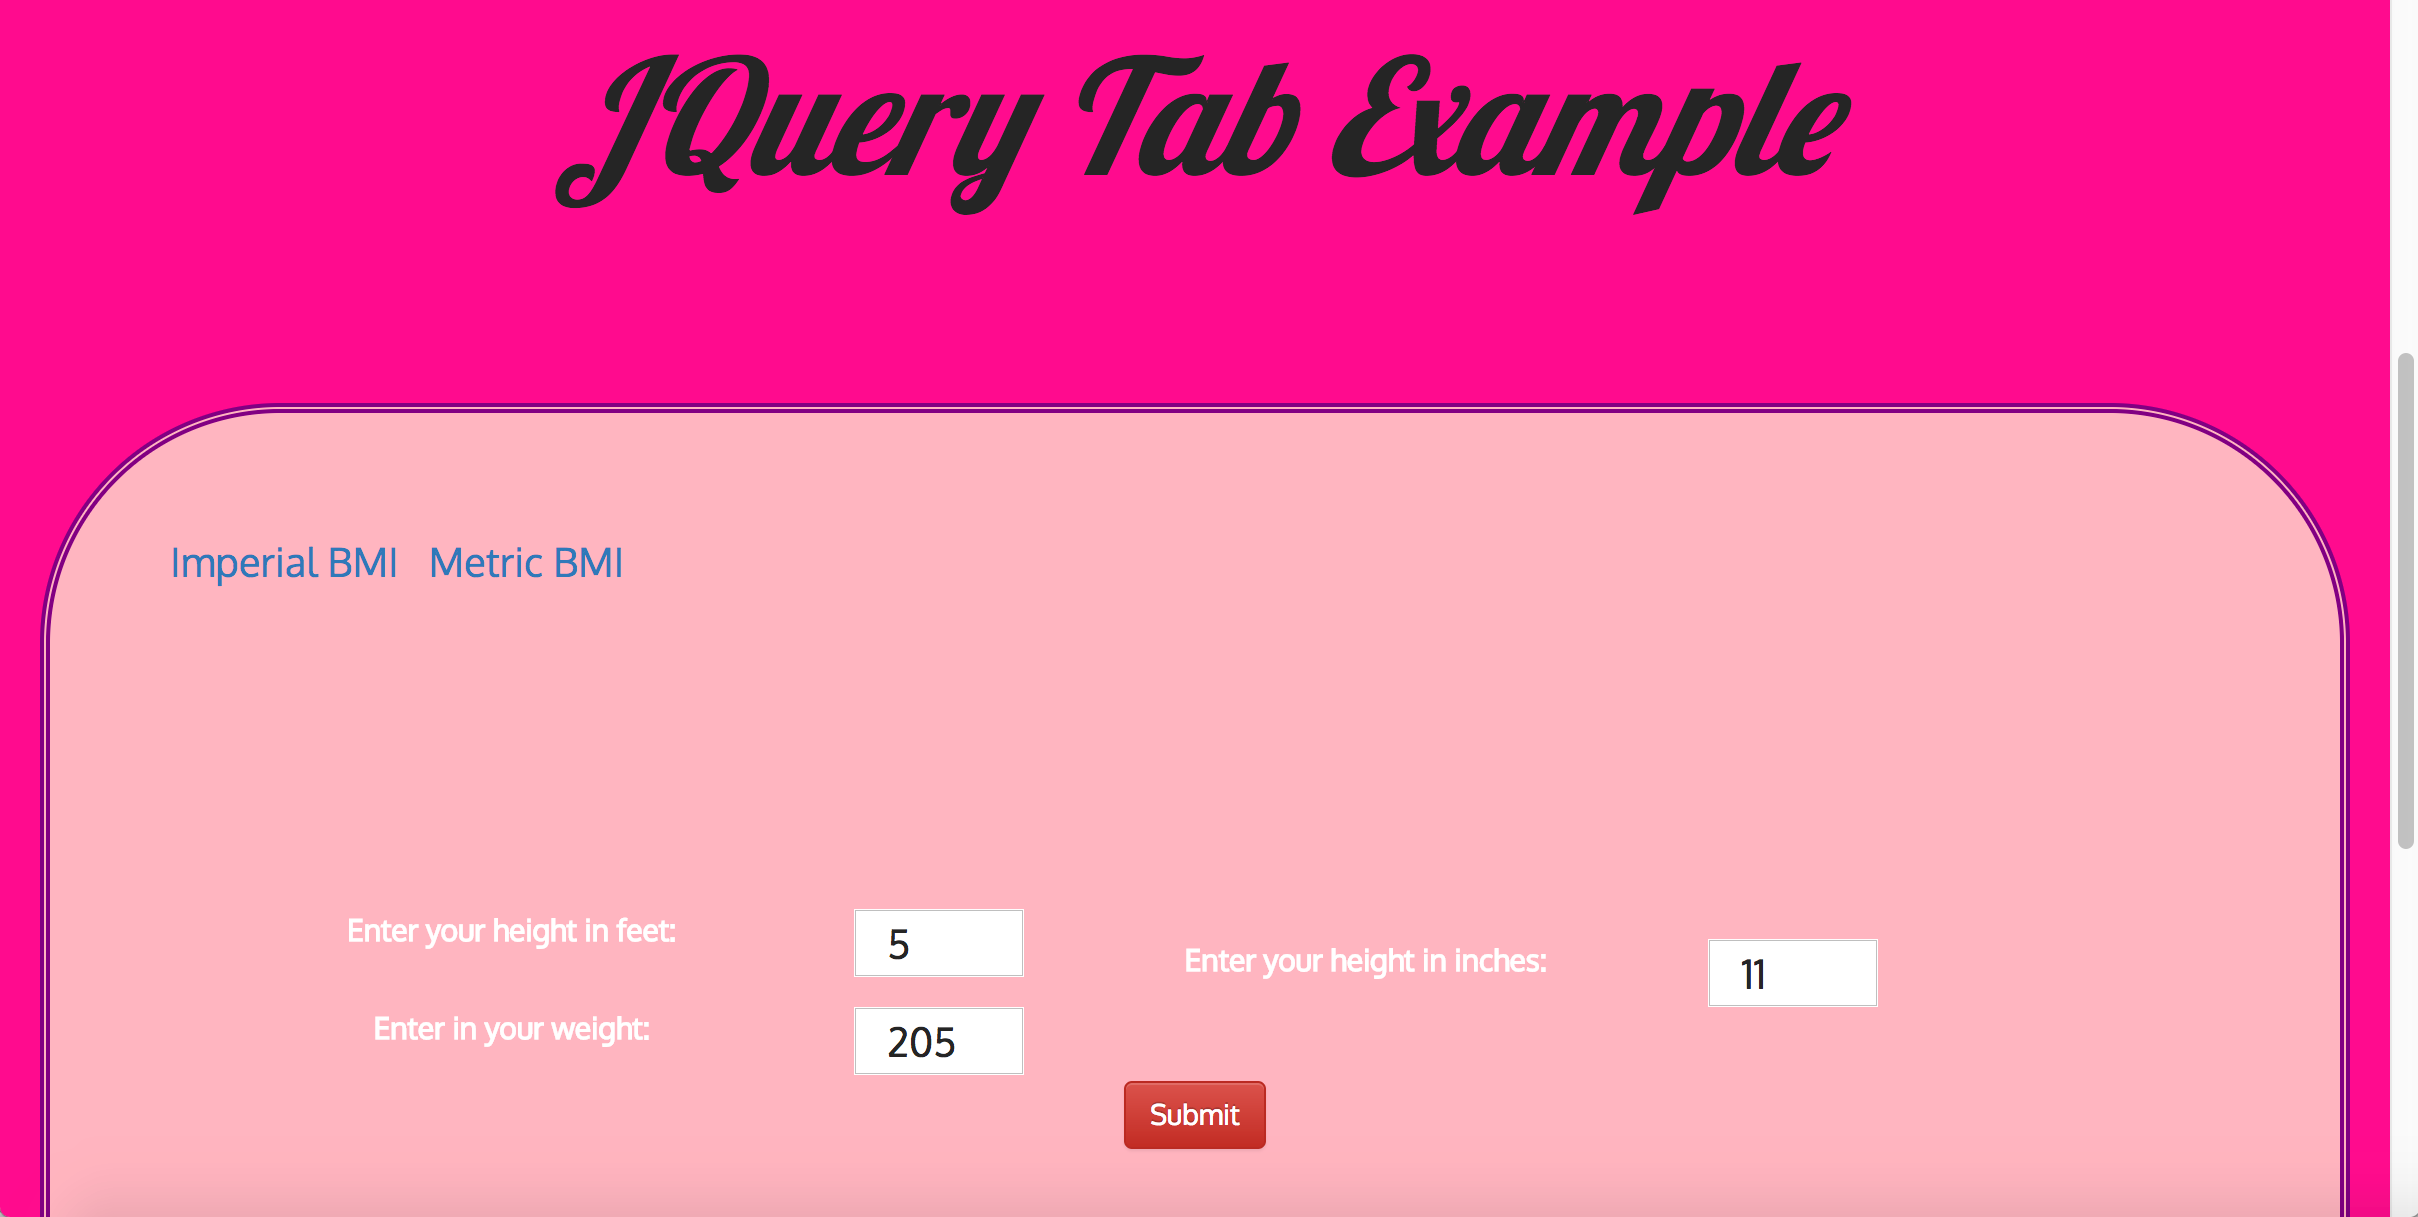 JQuery Tab Example
Imperial BMI Metric BMI
Enter your height in feet: 5
Enter your height in inches: 11
Enter in your weight: 205
Submit